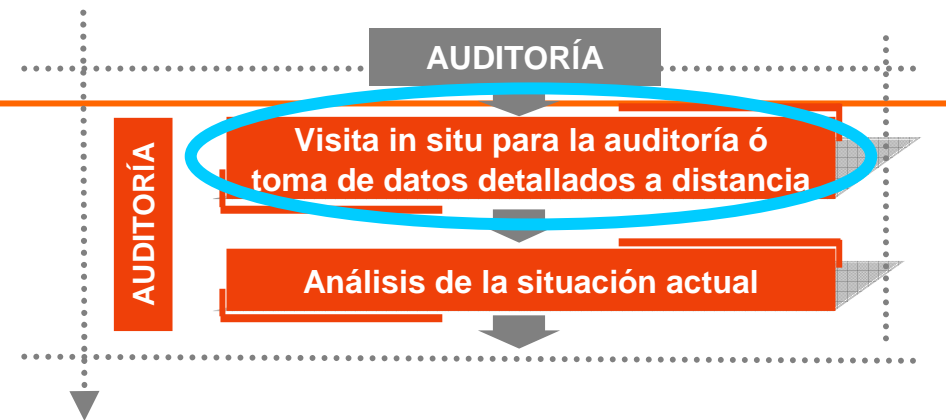 AUDITORÍA
AUDITORÍA
Visita in situ para la auditoría ó
toma de datos detallados a distancia
Análisis de la situación actual